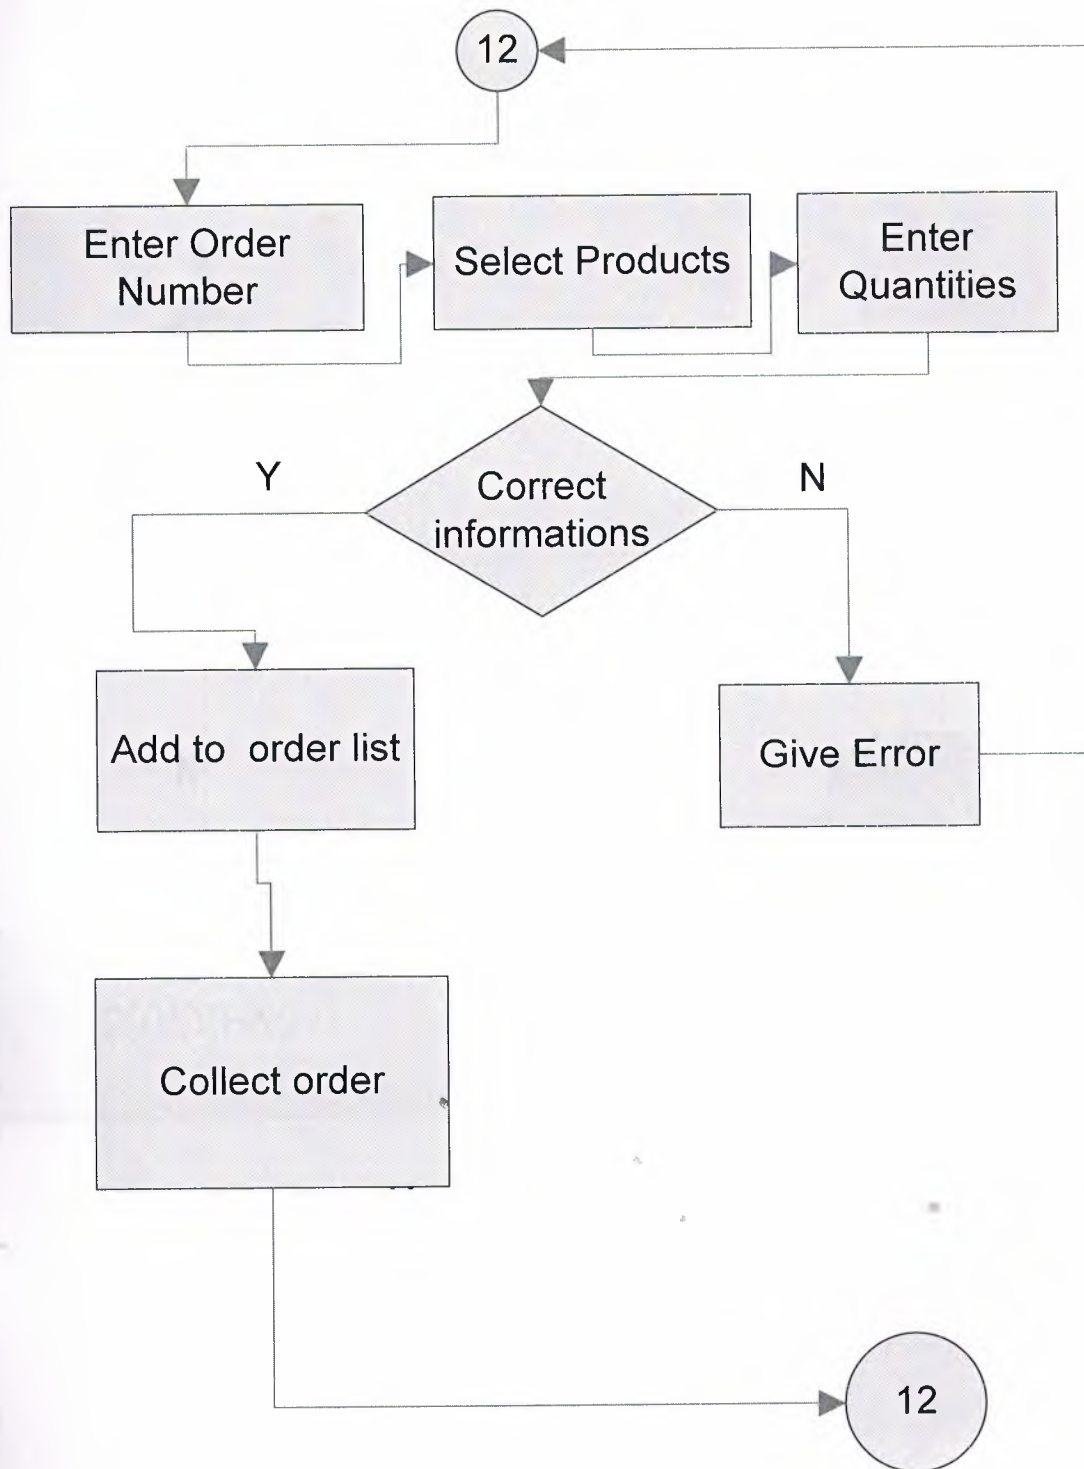 12
Enter Order
Number
Select Products
Enter
Quantities
Y
Correct
informations
N
Add to order list
Give Error
Collect order
12